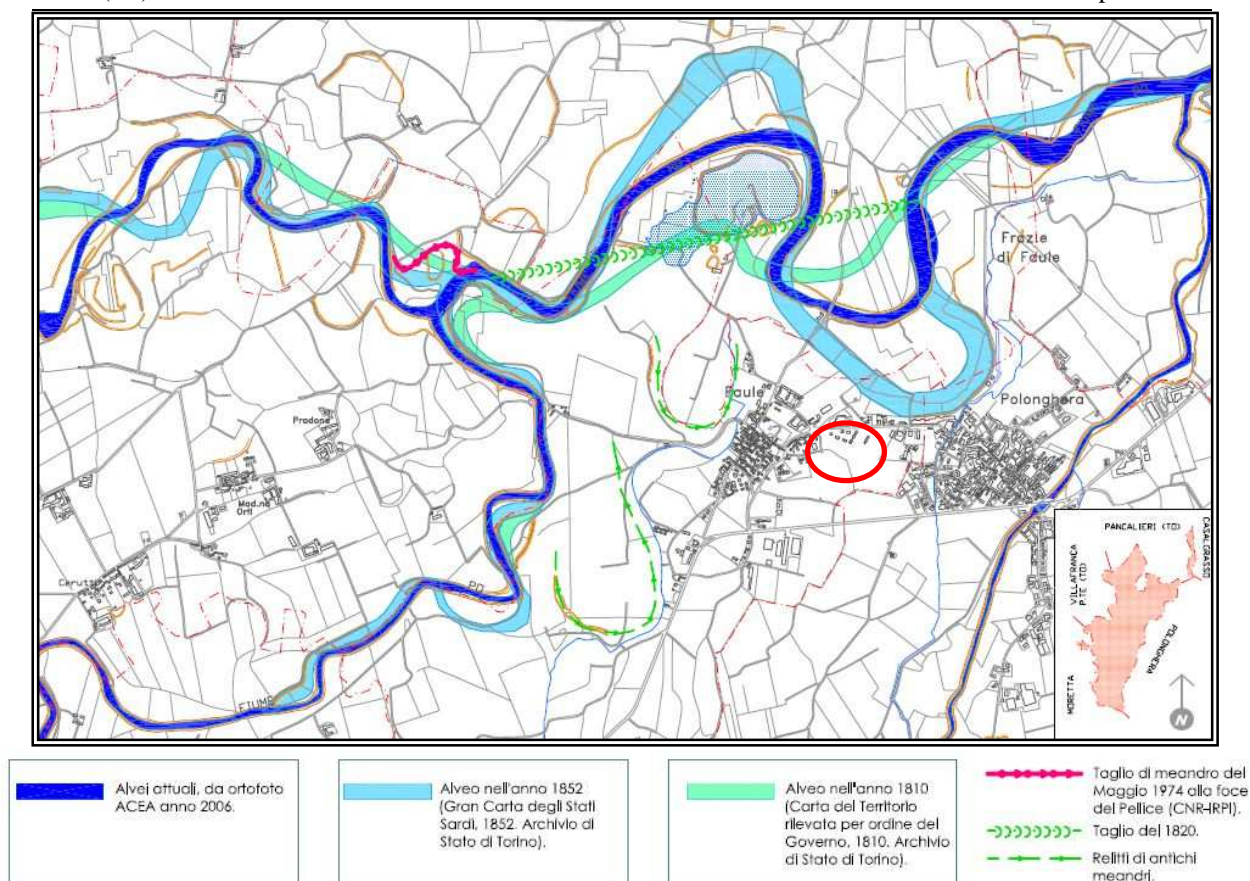 PO
Frazie
di Faule
Faule
Polonghera
Pradone
Mad.na
Orti
Cerutti
PO
FIUME
PANCALIERI (TO)
CASALGRASSO
VILLAFRANCA
P.TE (TO)
POLONGHERA
MORETTA
N
Alvei attuali, da ortofoto
ACEA anno 2006.
Alveo nell'anno 1852
(Gran Carta degli Stati
Sardi, 1852. Archivio di
Stato di Torino).
Alveo nell'anno 1810
(Carta del Territorio
rilevata per ordine del
Governo, 1810. Archivio
di Stato di Torino).
Taglio di meandro del
Maggio 1974 alla foce
del Pellice (CNR-IRPI).
Taglio del 1820.
Relitti di antichi
meandri.